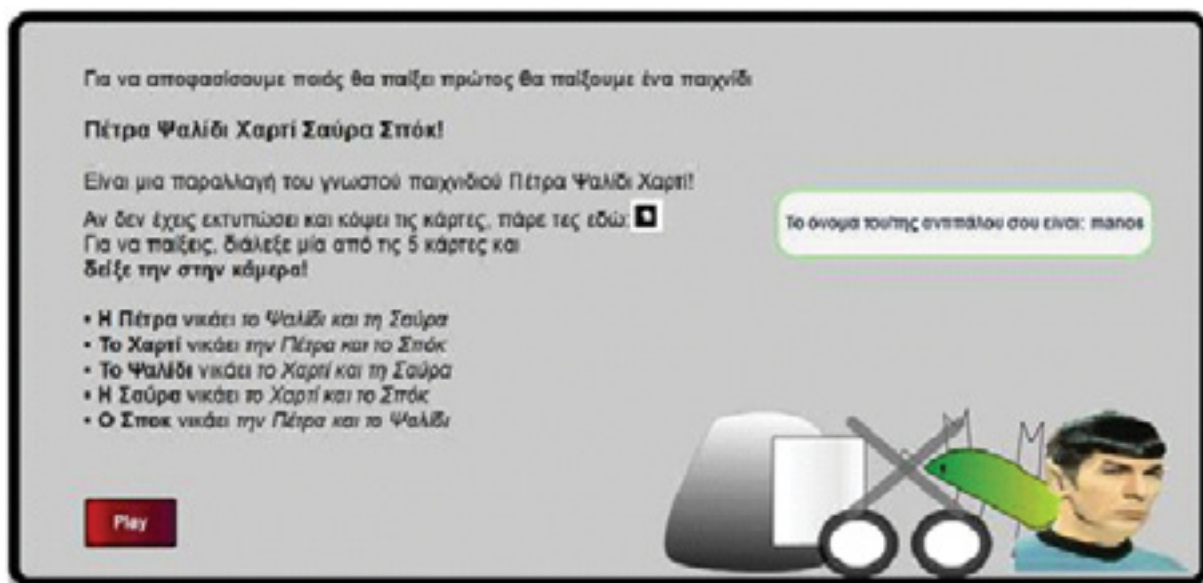 Για να αποφασίσουμε ποιός θα παίξει πρώτος θα παίξουμε ένα παιχνίδι
Πέτρα Ψαλίδι Χαρτί Σαύρα Σπόκ!
Είναι μια παραλλαγή του γνωστού παιχνιδιού Πέτρα Ψαλίδι Χαρτί!
Αν δεν έχεις εκτυπώσει και κόψει τις κάρτες, πάρε τες εδώ:
Για να παίξεις, διάλεξε μία από τις 5 κάρτες και
δείξε την στην κάμερα!
Το όνομα του/της αντιπάλου σου είναι: manos
• Η Πέτρα νικάει το Ψαλίδι και τη Σαύρα
• Το Χαρτί νικάει την Πέτρα και το Σπόκ
• Το Ψαλίδι νικάει το Χαρτί και τη Σαύρα
• Η Σαύρα νικάει το Χαρτί και το Σπόκ
• Ο Σποκ νικάει την Πέτρα και το Ψαλίδι
Play